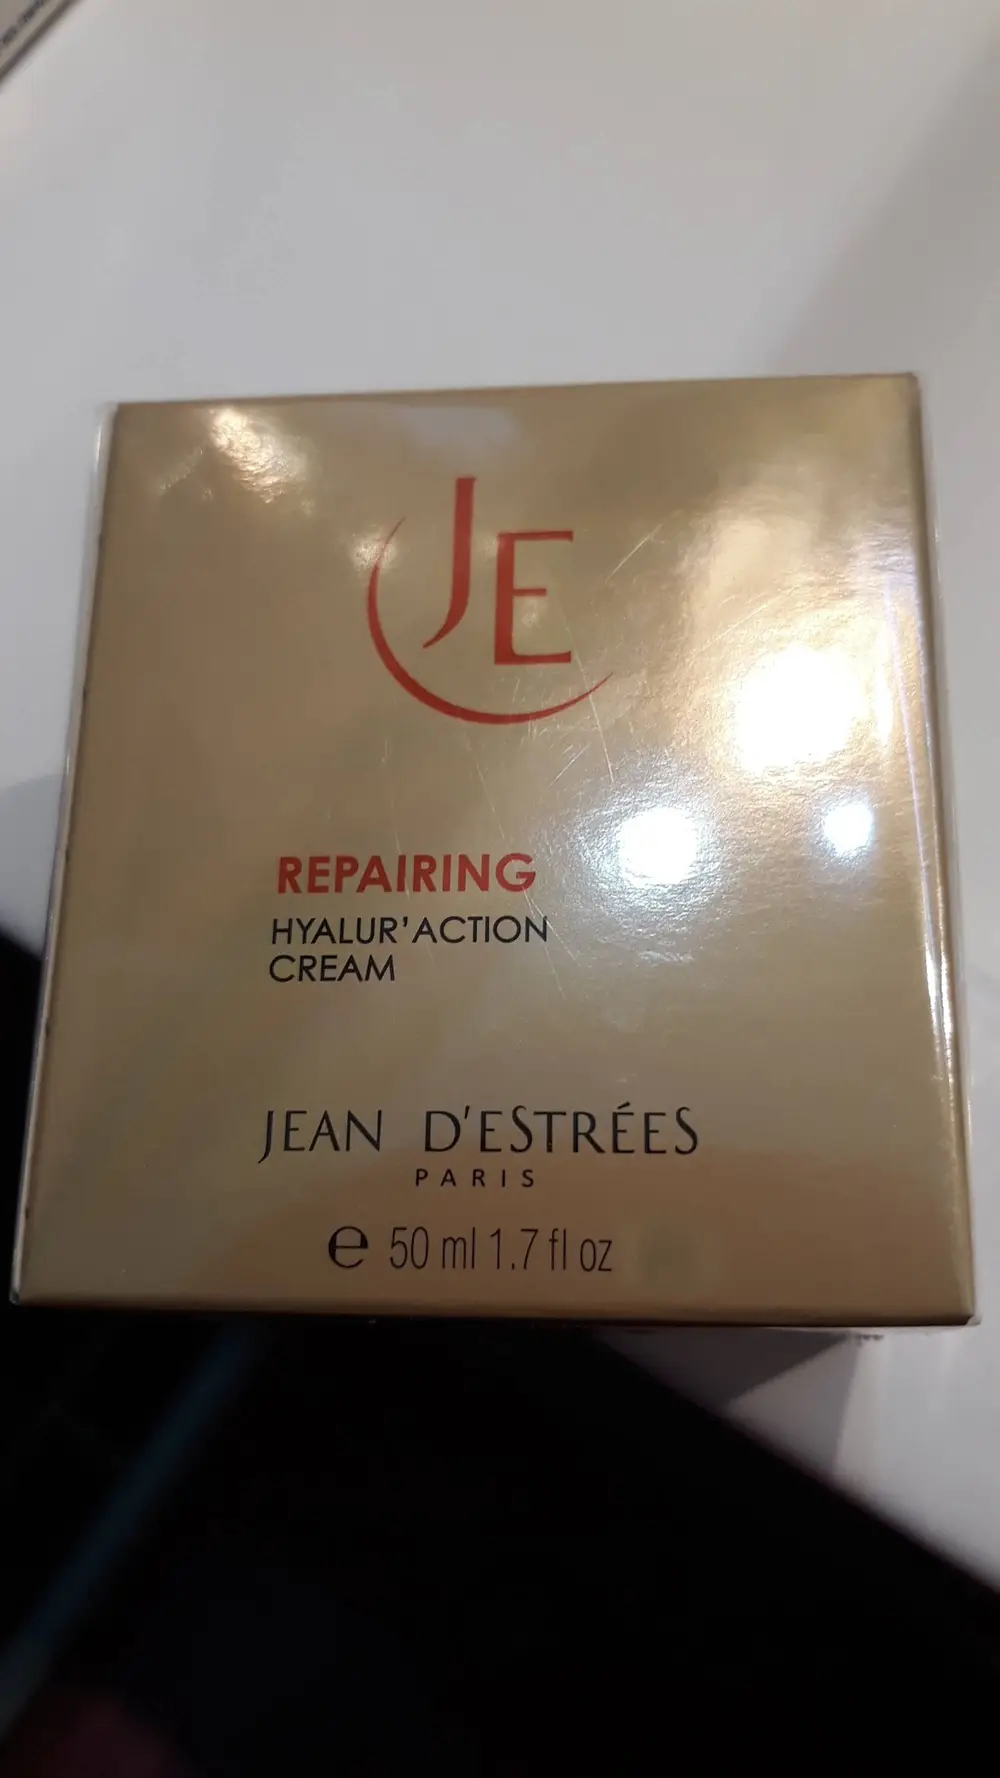 JE
REPAIRING
HYALUR'ACTION
CREAM
JEAN D'ESTRÉES
PARIS
e 50 ml 1.7 fl oz